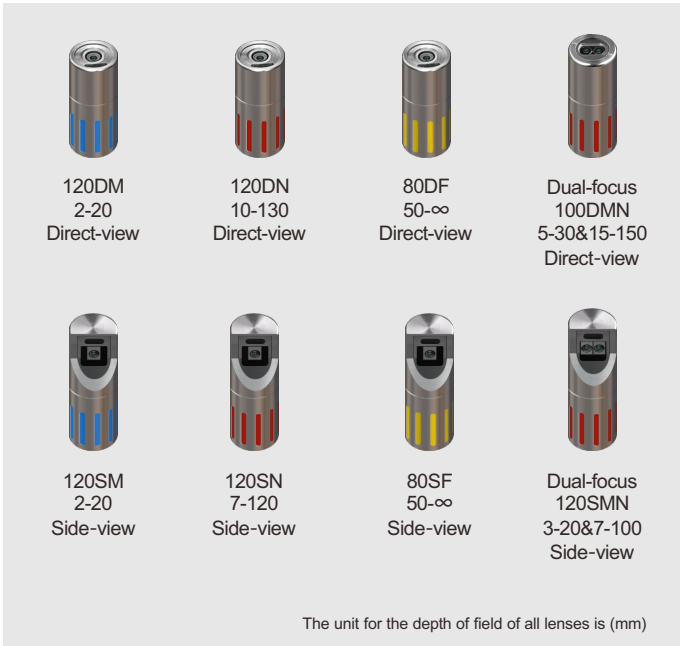 120DM
2-20
Direct-view
120DN
10-130
Direct-view
80DF
50-∞
Direct-view
Dual-focus
100DMN
5-30&15-150
Direct-view
120SM
2-20
Side-view
120SN
7-120
Side-view
80SF
50-∞
Side-view
Dual-focus
120SMN
3-20&7-100
Side-view
The unit for the depth of field of all lenses is (mm)